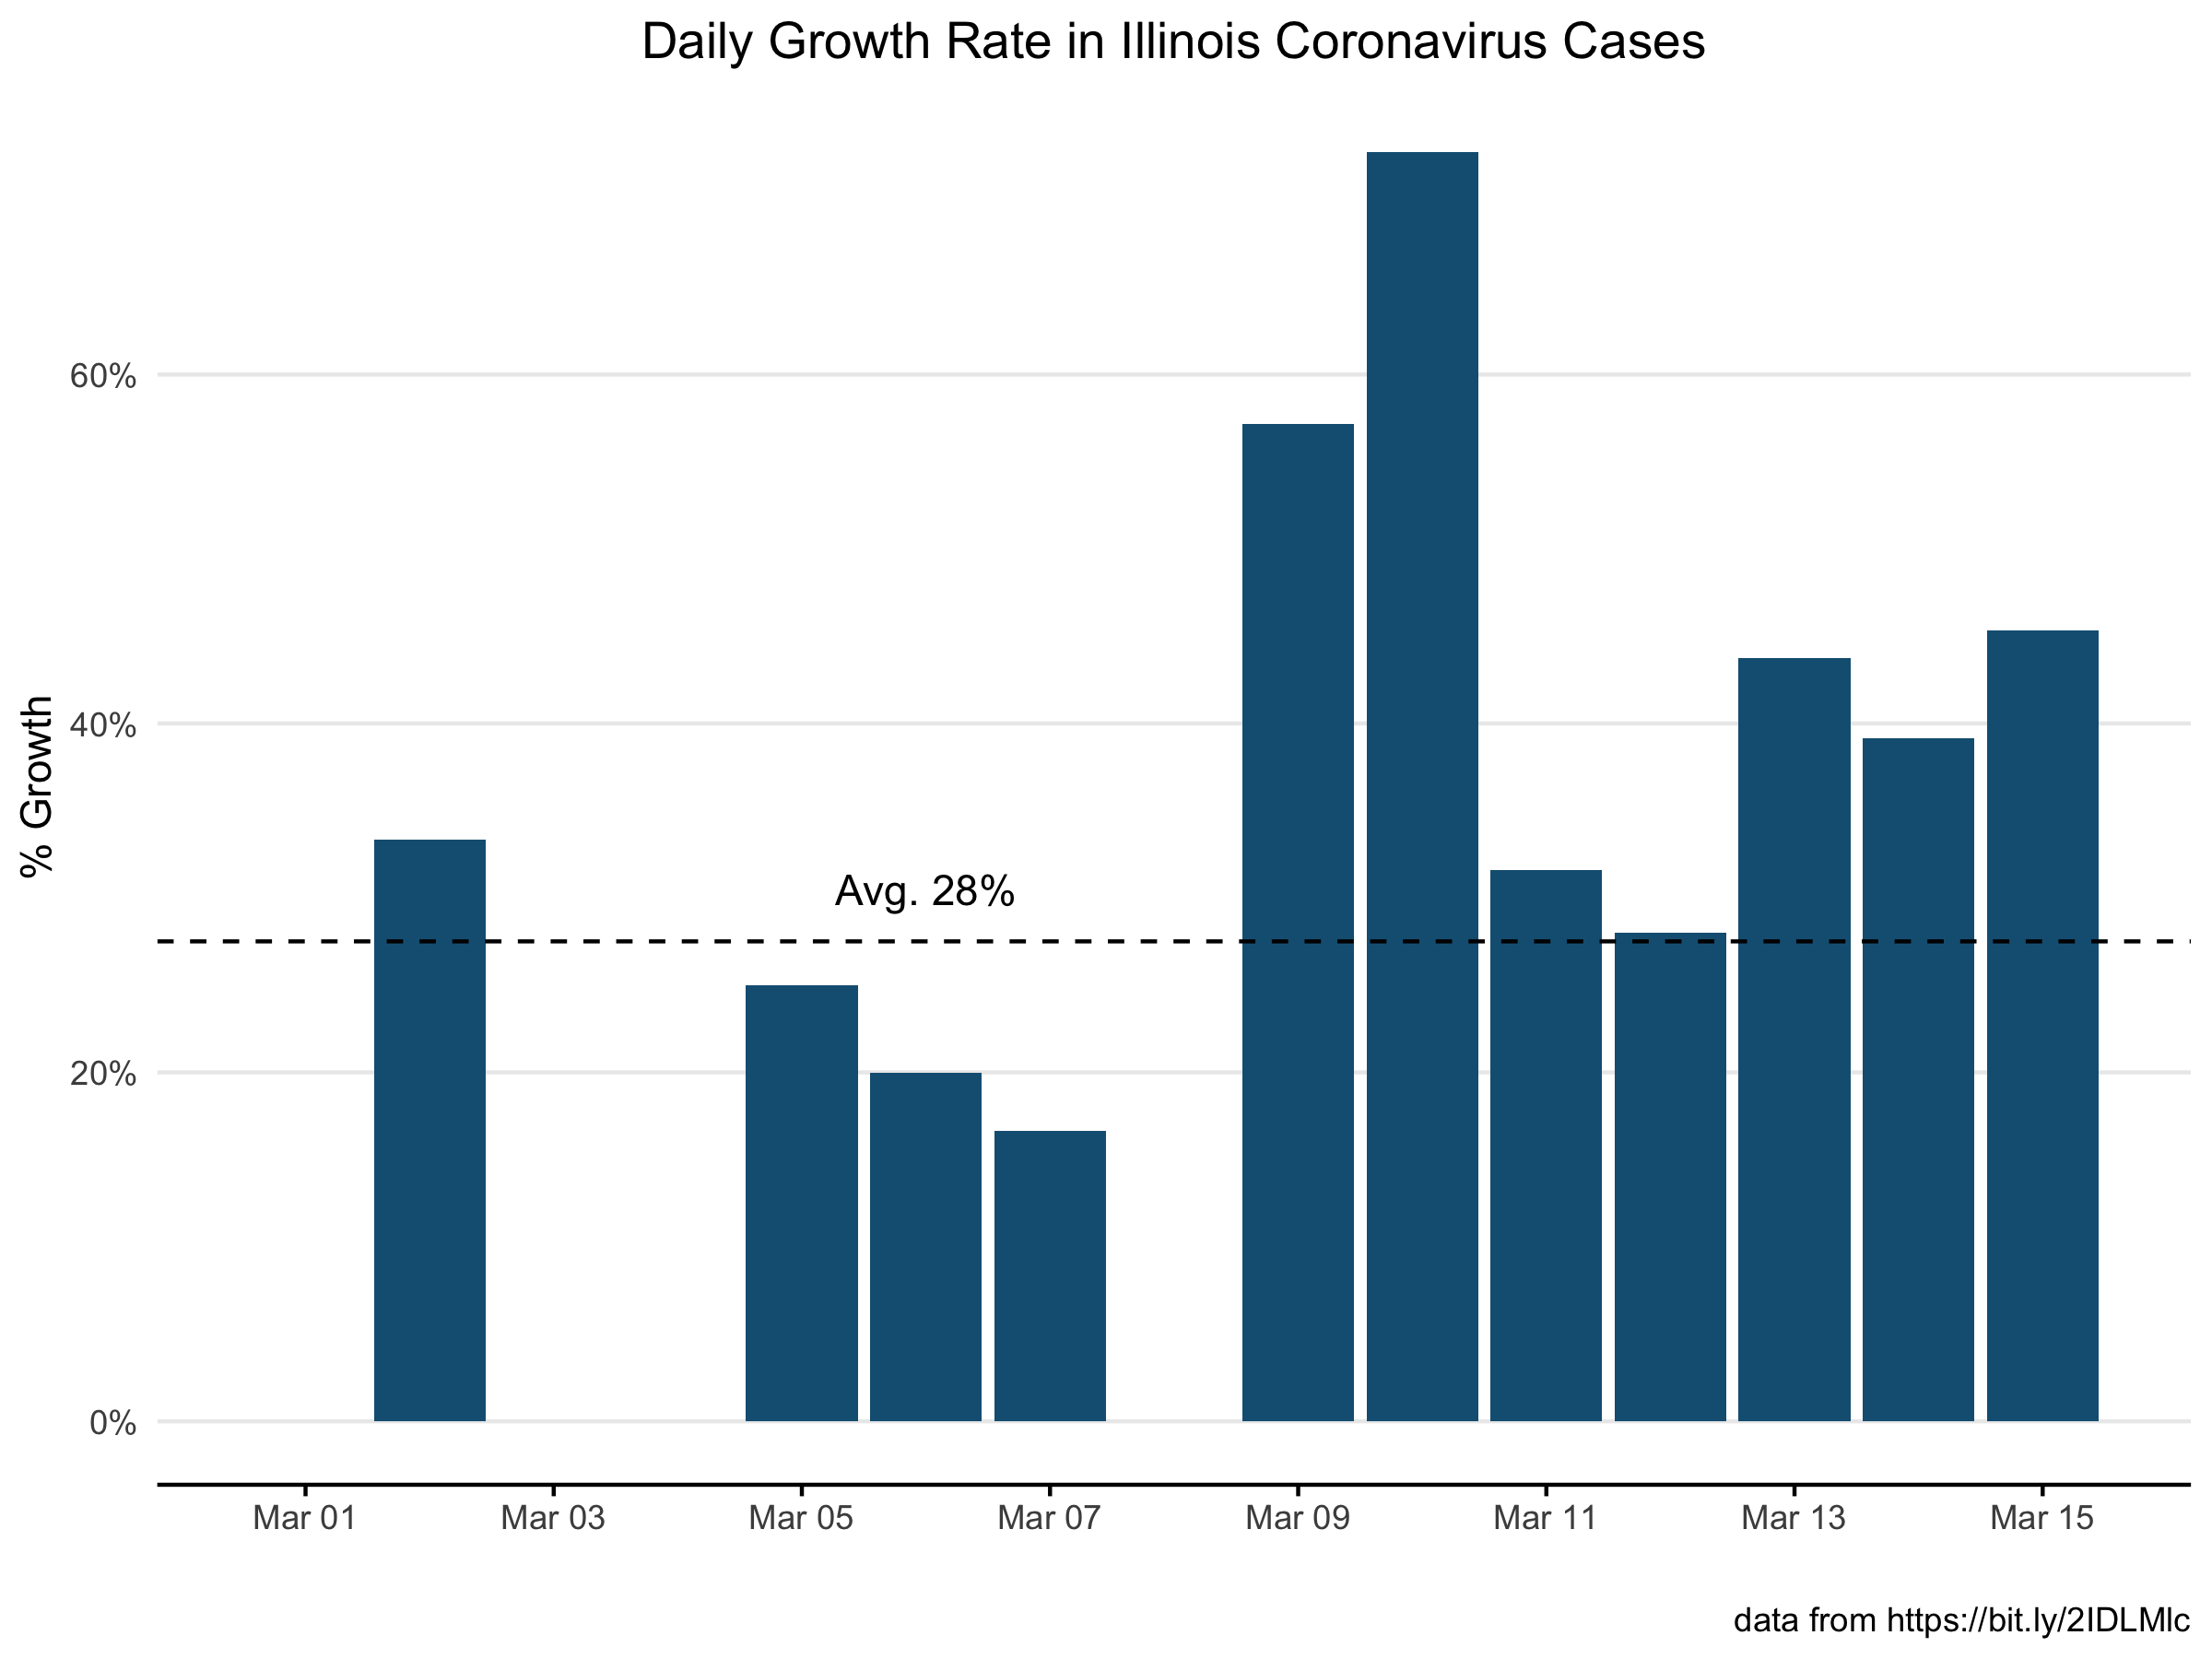 Daily Growth Rate in Illinois Coronavirus Cases
60%
40%
20%
0%
% Growth
Avg. 28%
Mar 01 Mar 03 Mar 05 Mar 07 Mar 09 Mar 11 Mar 13 Mar 15
data from https://bit.ly/2IDLMlc